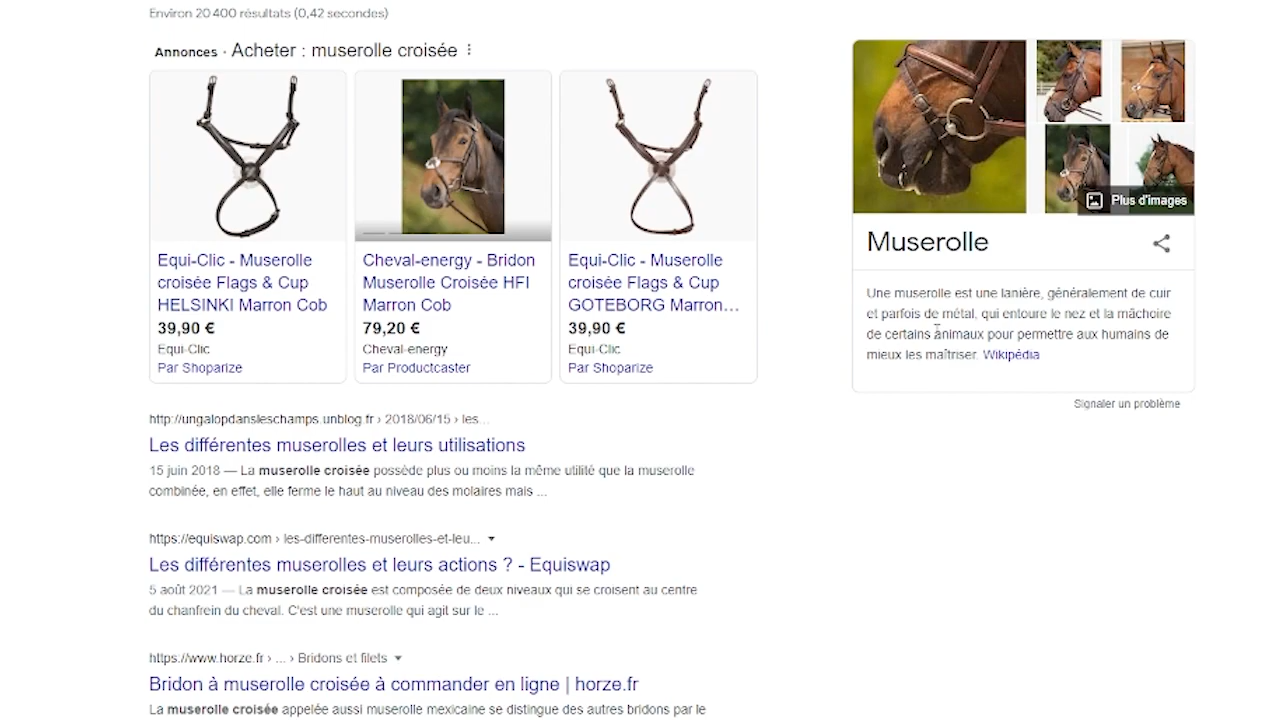 Environ 20 400 résultats (0,42 secondes)
Annonces · Acheter : muserolle croisée
Equi-Clic - Muserolle
croisée Flags & Cup
HELSINKI Marron Cob
39,90 €
Equi-Clic
Par Shoparize
Cheval-energy - Bridon
Muserolle Croisée HFI
Marron Cob
79,20 €
Cheval-energy
Par Productcaster
Equi-Clic - Muserolle
croisée Flags & Cup
GOTEBORG Marron...
39,90 €
Equi-Clic
Par Shoparize
http://ungalopdansleschamps.unblog.fr › 2018/06/15 › les...
Les différentes muserolles et leurs utilisations
15 juin 2018 — La muserolle croisée possède plus ou moins la même utilité que la muserolle
combinée, en effet, elle ferme le haut au niveau des molaires mais ...
https://equiswap.com › les-differentes-muserolles-et-leu...
Les différentes muserolles et leurs actions ? - Equiswap
5 août 2021 — La muserolle croisée est composée de deux niveaux qui se croisent au centre
du chanfrein du cheval. C'est une muserolle qui agit sur le ...
https://www.horze.fr › ... › Bridons et filets
Bridon à muserolle croisée à commander en ligne | horze.fr
La muserolle croisée appelée aussi muserolle mexicaine se distingue des autres bridons par le
Plus d'images
Muserolle
Une muserolle est une lanière, généralement de cuir
et parfois de métal, qui entoure le nez et la mâchoire
de certains animaux pour permettre aux humains de
mieux les maîtriser. Wikipédia
Signaler un problème